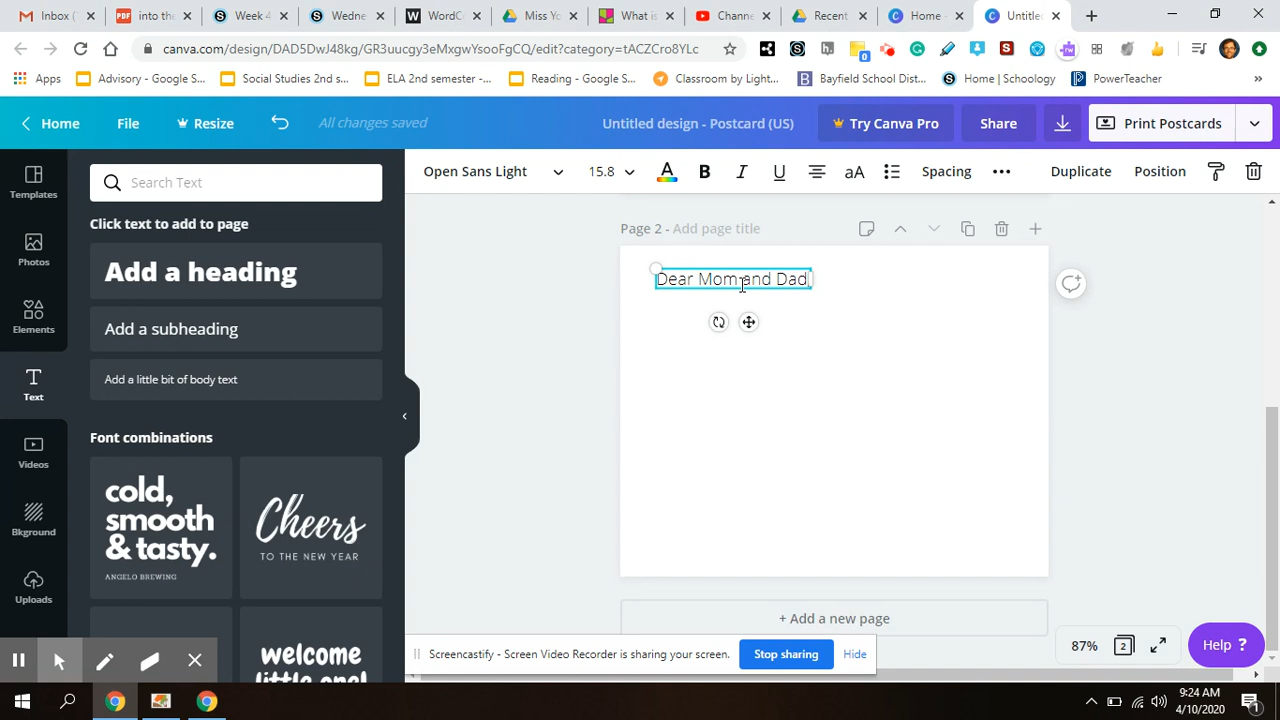 Inbox (
into the
Week 4
Wedne
WordC
Miss Yo
What is
Channe
Recent
Home -
Untitle
canva.com/design/DAD5DwJ48kg/GR3uucgy3eMxgwYsooFgCQ/edit?category=tACZCro8YLc
0
Apps
Advisory - Google S...
Social Studies 2nd s...
ELA 2nd semester -...
Reading - Google S...
Classroom by Light...
Bayfield School Dist...
Home | Schoology
PowerTeacher
»
Home
File
Resize
All changes saved
Untitled design - Postcard (US)
Try Canva Pro
Share
Print Postcards
Templates
Photos
Elements
Text
Videos
Bkground
Uploads
Search Text
Click text to add to page
Add a heading
Add a subheading
Add a little bit of body text
Font combinations
cold,
smooth
& tasty.
ANGELO BREWING
Cheers
TO THE NEW YEAR
welcome
little one!
Open Sans Light
15.8
A
B
I
U
aA
Spacing
Duplicate
Position
Page 2 - Add page title
Dear Mom and Dad,
+ Add a new page
Screencastify - Screen Video Recorder is sharing your screen.
Stop sharing
Hide
87%
2
Help ?
9:24 AM
4/10/2020
1